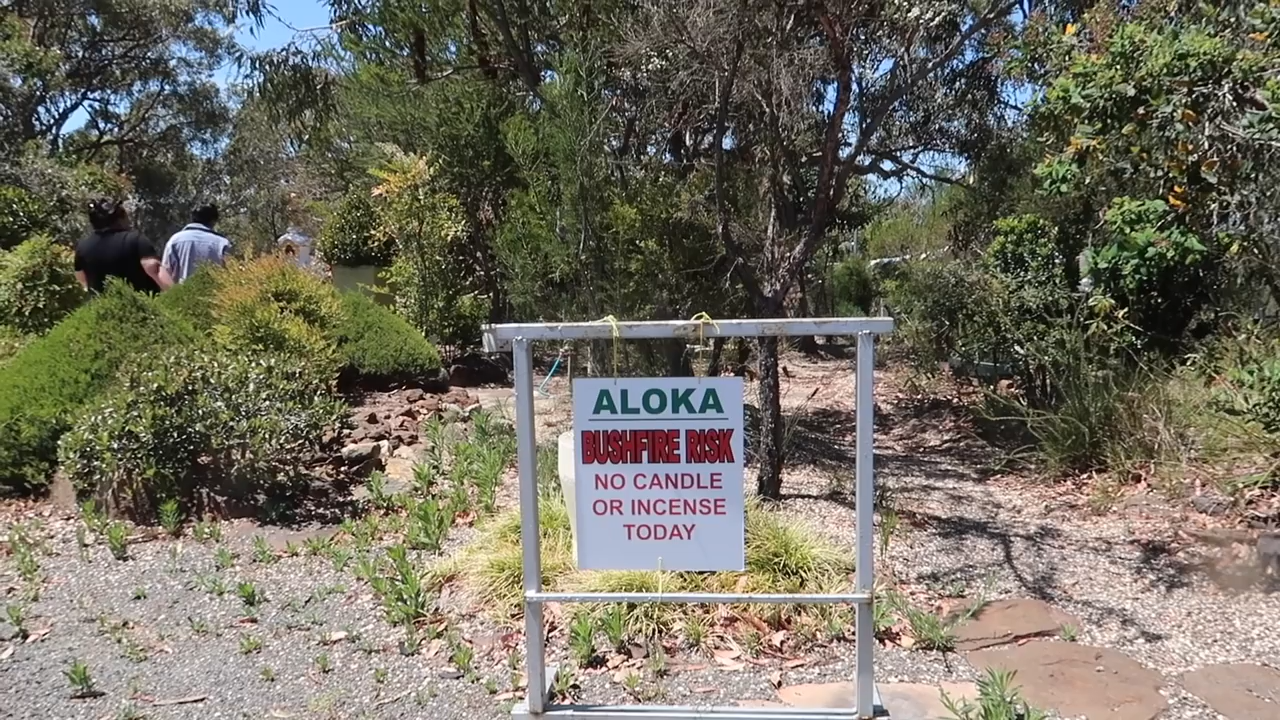 ALOKA
BUSHFIRE RISK
NO CANDLE
OR INCENSE
TODAY